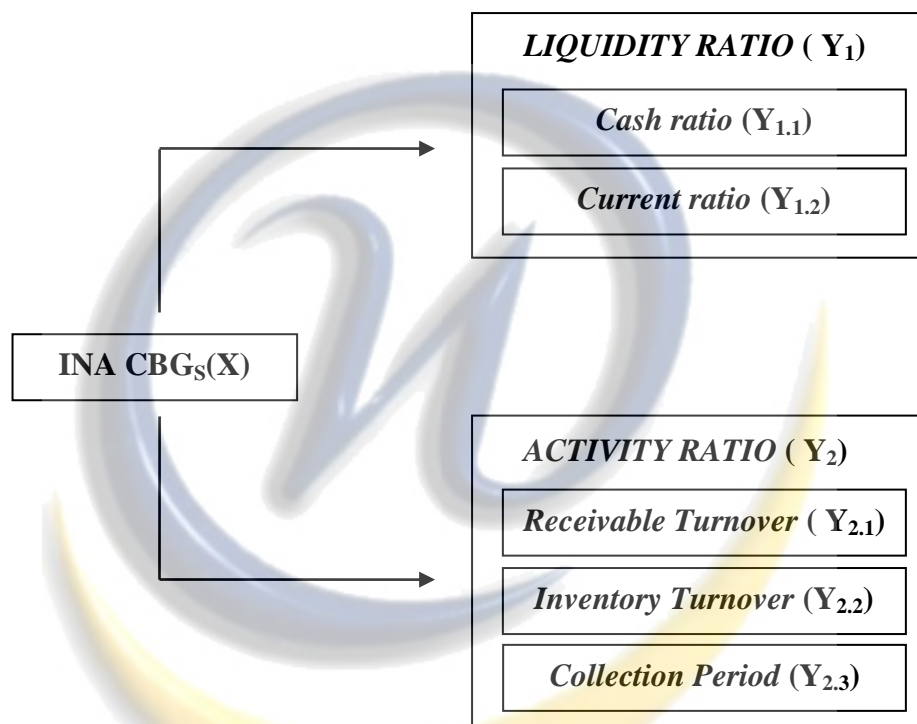 LIQUIDITY RATIO ( Y1)
Cash ratio (Y1.1)
Current ratio (Y1.2)
INA CBGS(X)
ACTIVITY RATIO ( Y2)
Receivable Turnover ( Y2.1)
Inventory Turnover (Y2.2)
Collection Period (Y2.3)